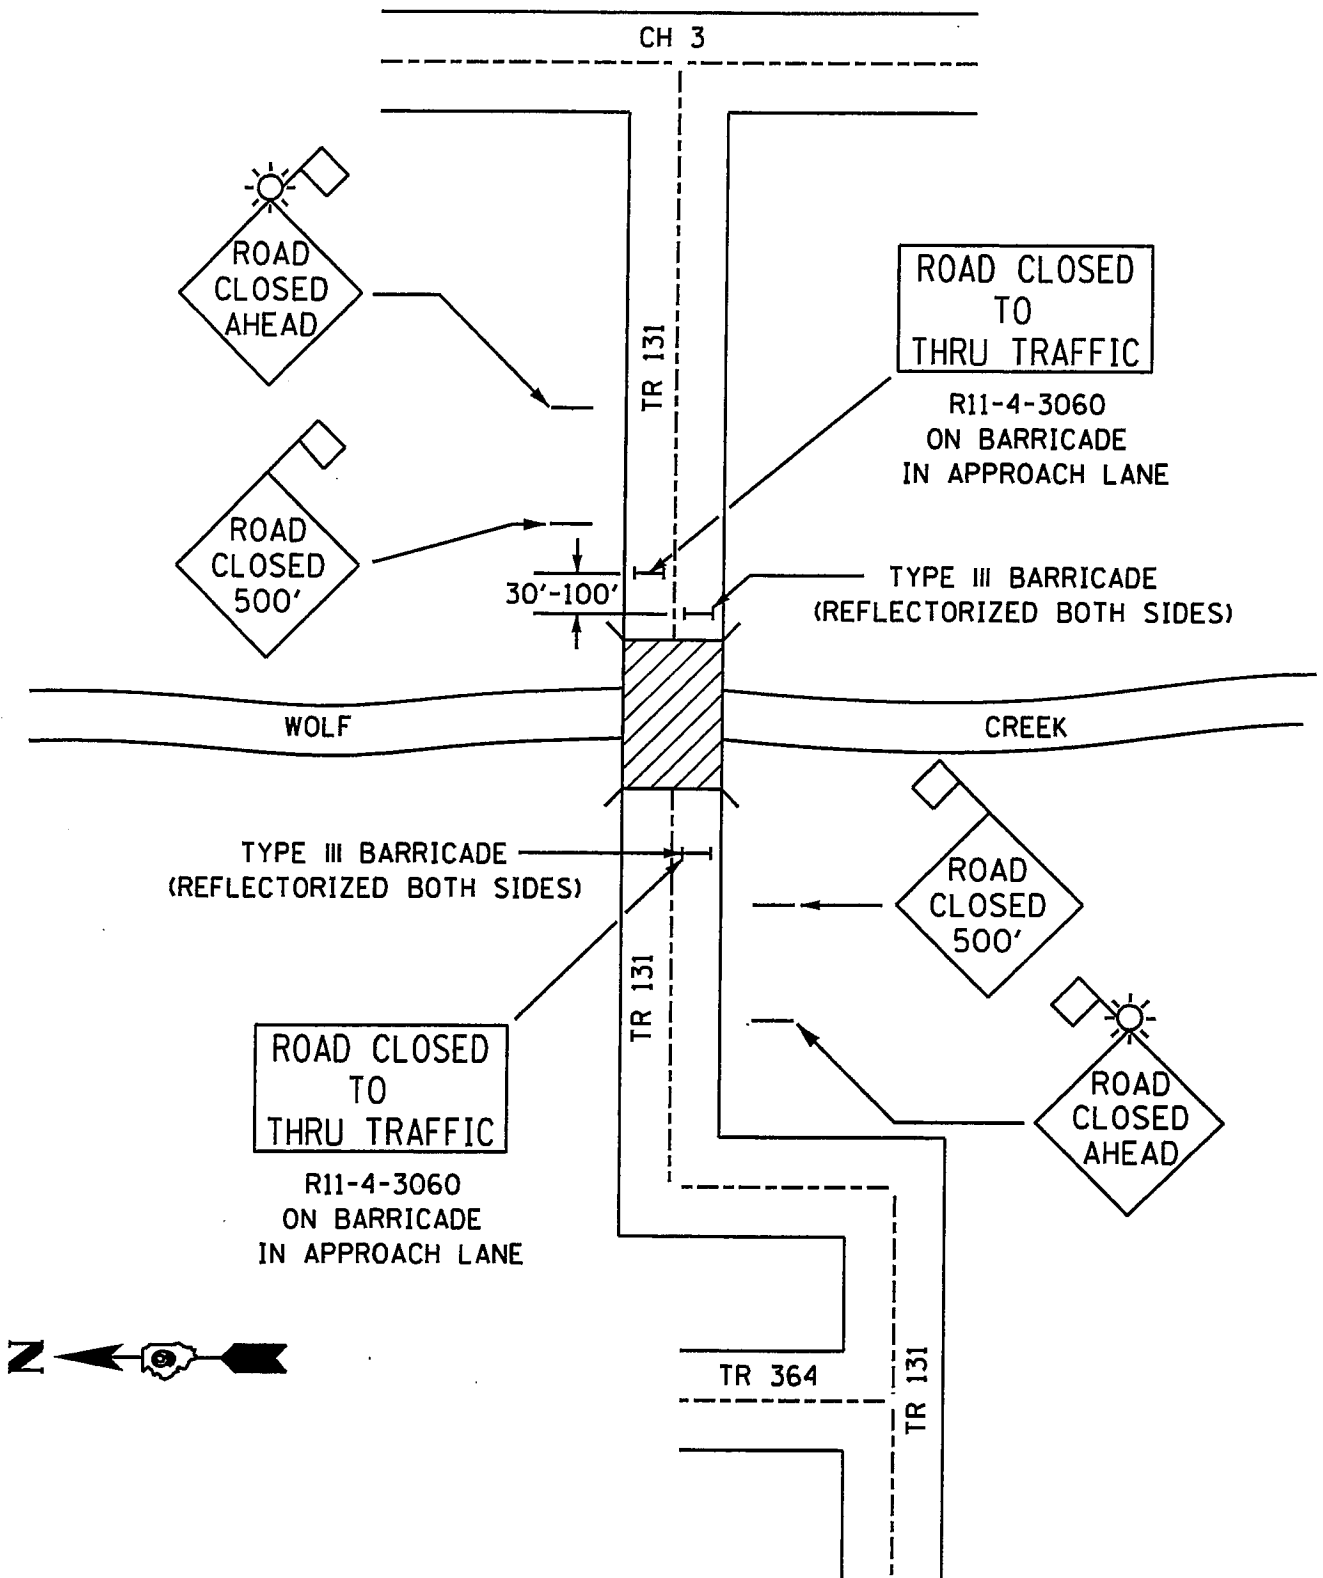 CH 3
ROAD
CLOSED
AHEAD
ROAD CLOSED
TO
THRU TRAFFIC
R11-4-3060
ON BARRICADE
IN APPROACH LANE
TR 131
ROAD
CLOSED
500'
30'-100'
TYPE III BARRICADE
(REFLECTORIZED BOTH SIDES)
WOLF
CREEK
TYPE III BARRICADE
(REFLECTORIZED BOTH SIDES)
ROAD
CLOSED
500'
TR 131
ROAD CLOSED
TO
THRU TRAFFIC
R11-4-3060
ON BARRICADE
IN APPROACH LANE
ROAD
CLOSED
AHEAD
N
TR 364
TR 131